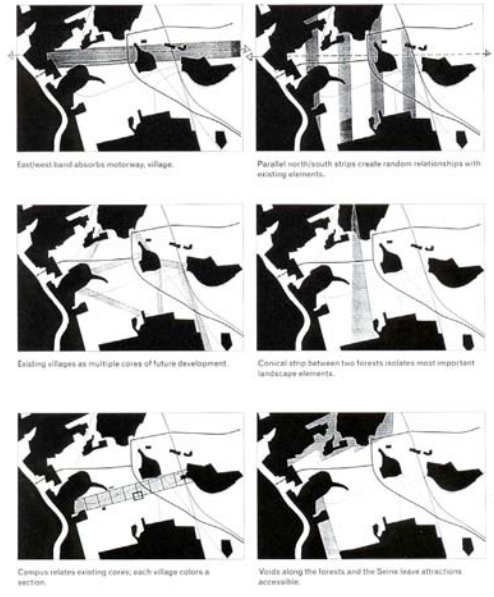 East/west band absorbs motorway, village.
Parallel north/south strips create random relationships with
existing elements.
Existing villages as multiple cores of future development.
Conical strip between two forests isolates most important
landscape elements.
Campus relates existing cores; each village colors a
section.
Voids along the forests and the Seine leave attractions
accessible.